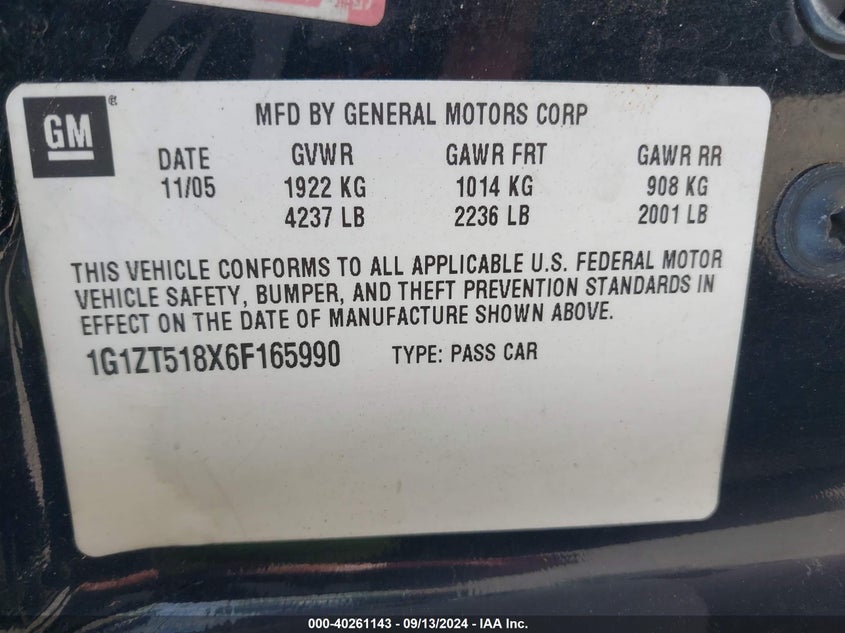 GM ®
MFD BY GENERAL MOTORS CORP
DATE GVWR GAWR FRT GAWR RR
11/05 1922 KG 1014 KG 908 KG
4237 LB 2236 LB 2001 LB
THIS VEHICLE CONFORMS TO ALL APPLICABLE U.S. FEDERAL MOTOR
VEHICLE SAFETY, BUMPER, AND THEFT PREVENTION STANDARDS IN
EFFECT ON THE DATE OF MANUFACTURE SHOWN ABOVE.
1G1ZT518X6F165990 TYPE: PASS CAR
000-40261143 - 09/13/2024 - IAA Inc.